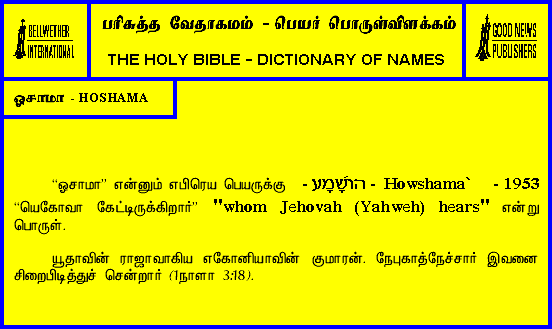 BELLWETHER
INTERNATIONAL
பரிசுத்த வேதாகமம் - பெயர் பொருள்விளக்கம்
THE HOLY BIBLE - DICTIONARY OF NAMES
GOOD NEWS
PUBLISHERS
ஓசாமா - HOSHAMA
“ஓசாமா” என்னும் எபிரெய பெயருக்கு - הוֹשָׁמָע - Howshama` - 1953
“யெகோவா கேட்டிருக்கிறார்” "whom Jehovah (Yahweh) hears" என்று
பொருள்.
யூதாவின் ராஜாவாகிய எகோனியாவின் குமாரன். நேபுகாத்நேச்சார் இவனை
சிறைபிடித்துச் சென்றார் (1நாளா 3:18).